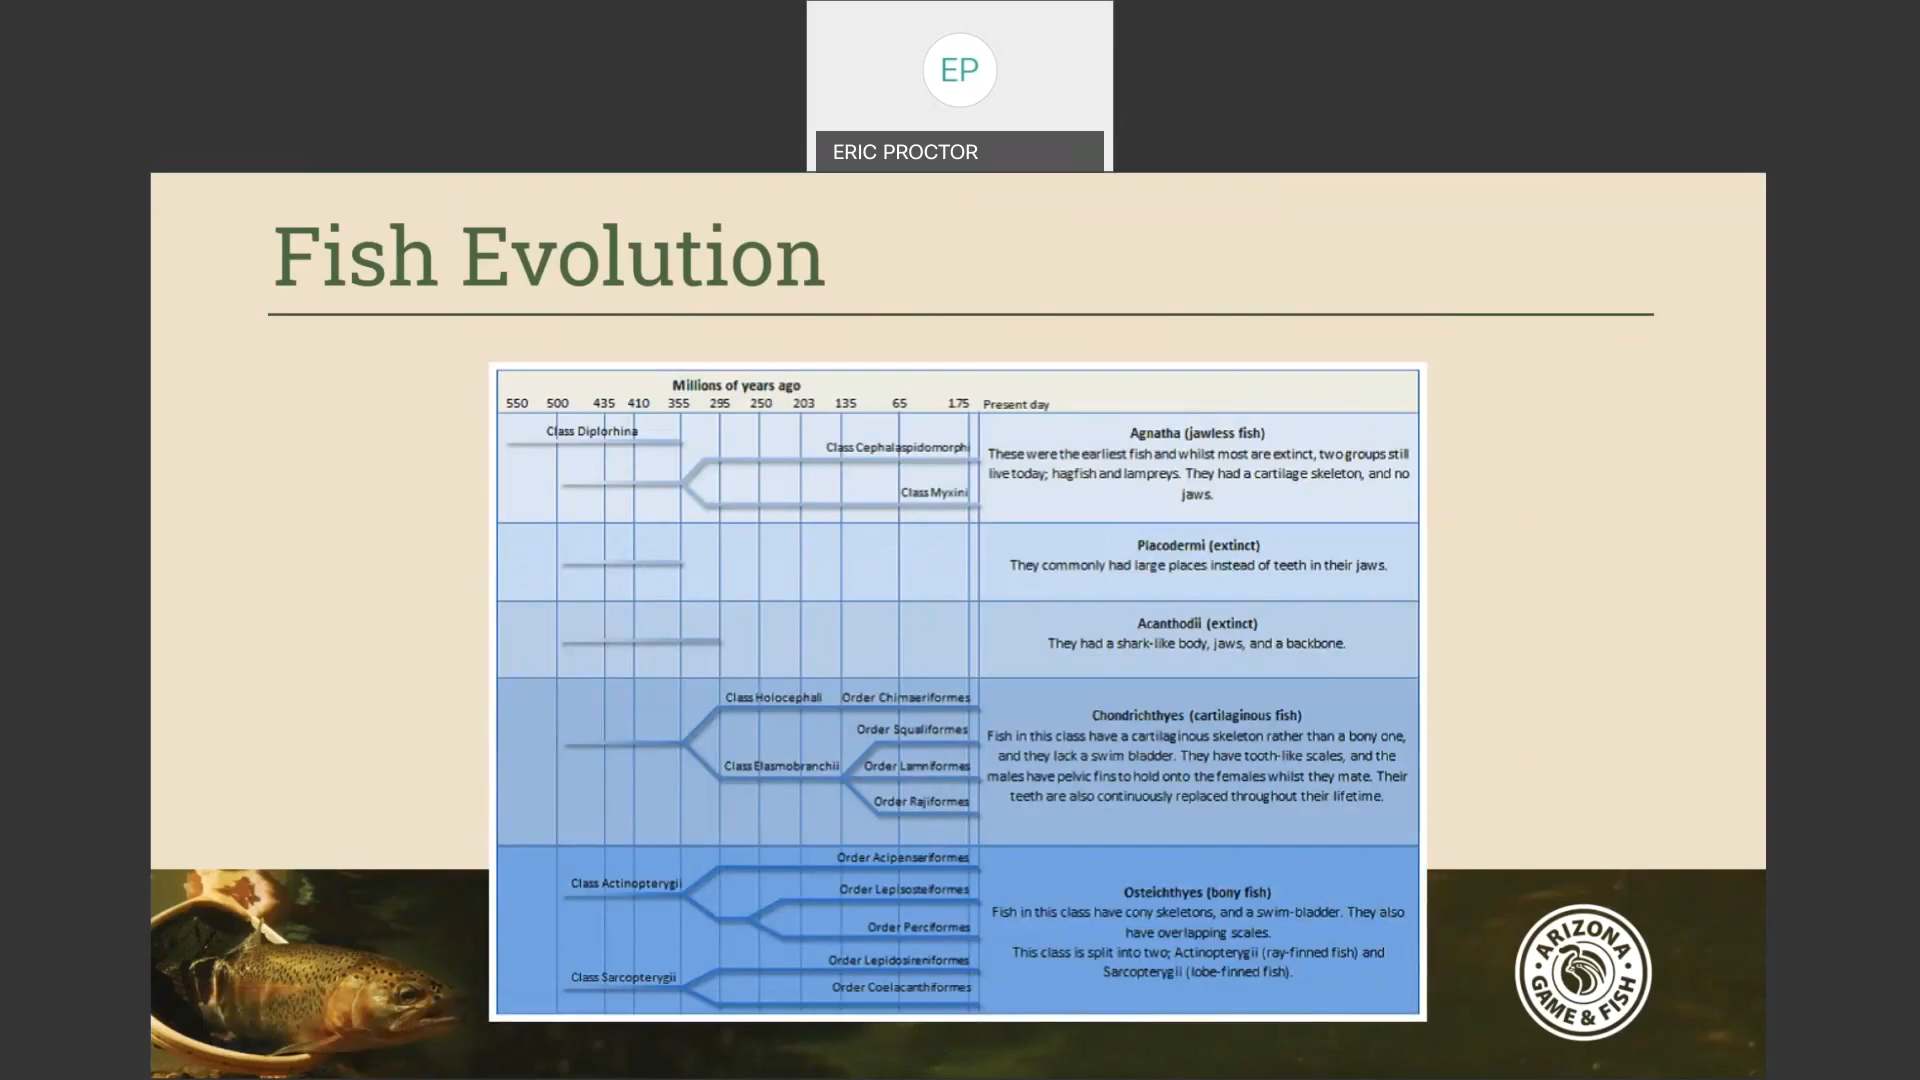 EP
ERIC PROCTOR
Fish Evolution
Millions of years ago
550 500 435 410 355 295 250 203 135 65 1.75 Present day
Class Diplorhina
Class Cephalaspidomorphi
Class Myxini
Agnatha (jawless fish)
These were the earliest fish and whilst most are extinct, two groups still
live today; hagfish and lampreys. They had a cartilage skeleton, and no
jaws.
Placodermi (extinct)
They commonly had large places instead of teeth in their jaws.
Acanthodii (extinct)
They had a shark-like body, jaws, and a backbone.
Class Holocephali Order Chimaeriformes
Order Squaliformes
Class Elasmobranchii Order Lamniformes
Order Rajiformes
Chondrichthyes (cartilaginous fish)
Fish in this class have a cartilaginous skeleton rather than a bony one,
and they lack a swim bladder. They have tooth-like scales, and the
males have pelvic fins to hold onto the females whilst they mate. Their
teeth are also continuously replaced throughout their lifetime.
Order Acipenseriformes
Class Actinopterygii
Order Lepisosteiformes
Order Perciformes
Order Lepidosireniformes
Class Sarcopterygii
Order Coelacanthiformes
Osteichthyes (bony fish)
Fish in this class have cony skeletons, and a swim-bladder. They also
have overlapping scales.
This class is split into two; Actinopterygii (ray-finned fish) and
Sarcopterygii (lobe-finned fish).
ARIZONA
GAME & FISH